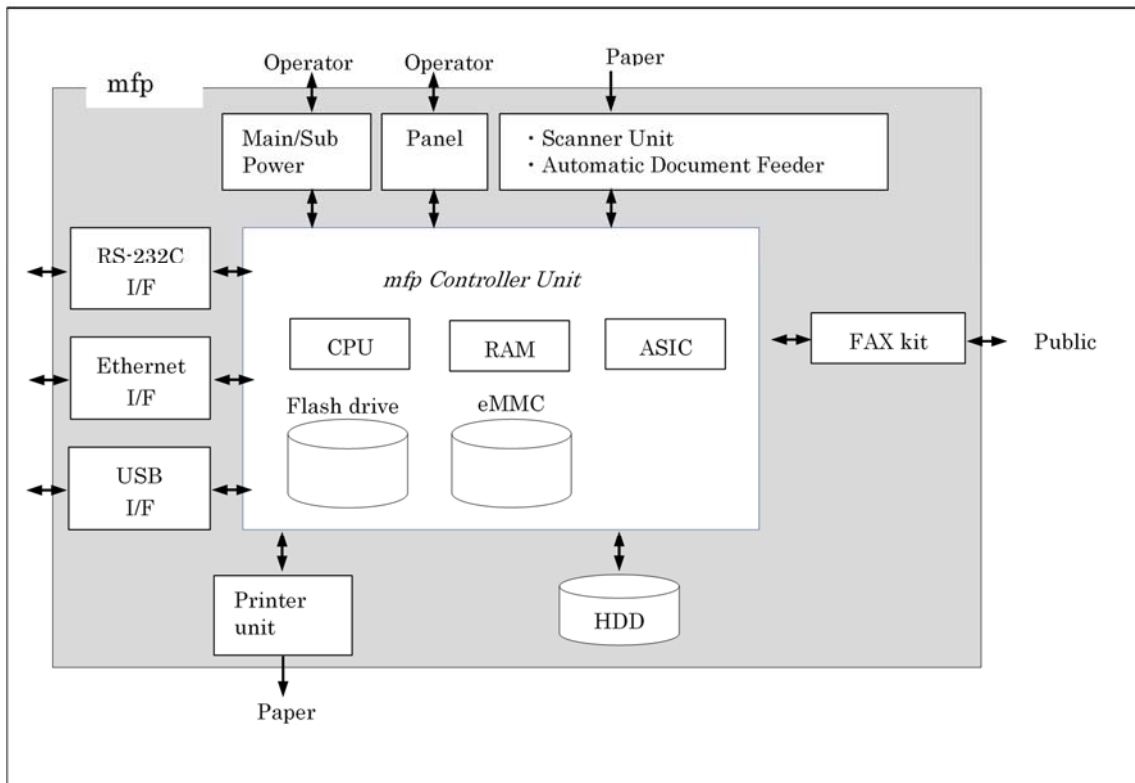 Operator
Operator
Paper
mfp
Main/Sub
Power
Panel
・Scanner Unit
・Automatic Document Feeder
RS-232C
I/F
mfp Controller Unit
CPU
RAM
ASIC
FAX kit
Public
Ethernet
I/F
Flash drive
eMMC
USB
I/F
Printer
unit
HDD
Paper